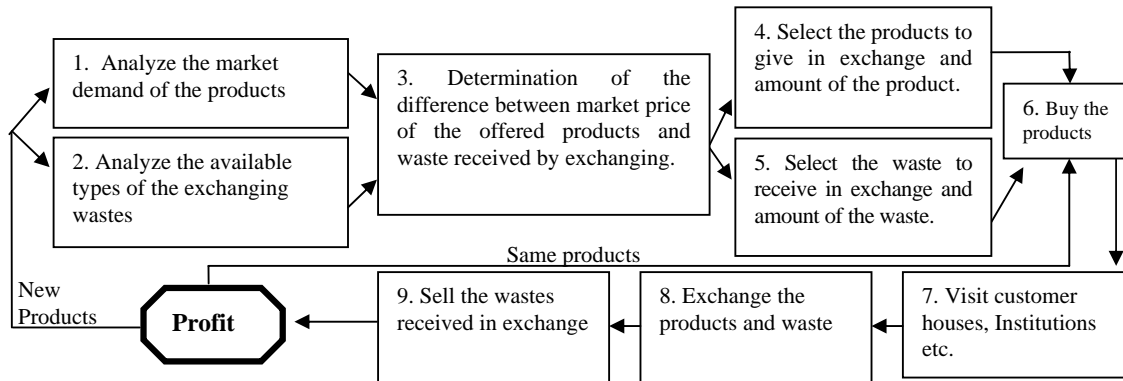 1. Analyze the market
demand of the products
2. Analyze the available
types of the exchanging
wastes
3. Determination of the
difference between market price
of the offered products and
waste received by exchanging.
4. Select the products to
give in exchange and
amount of the product.
5. Select the waste to
receive in exchange and
amount of the waste.
6. Buy the
products
Same products
New
Products
Profit
9. Sell the wastes
received in exchange
8. Exchange the
products and waste
7. Visit customer
houses, Institutions
etc.